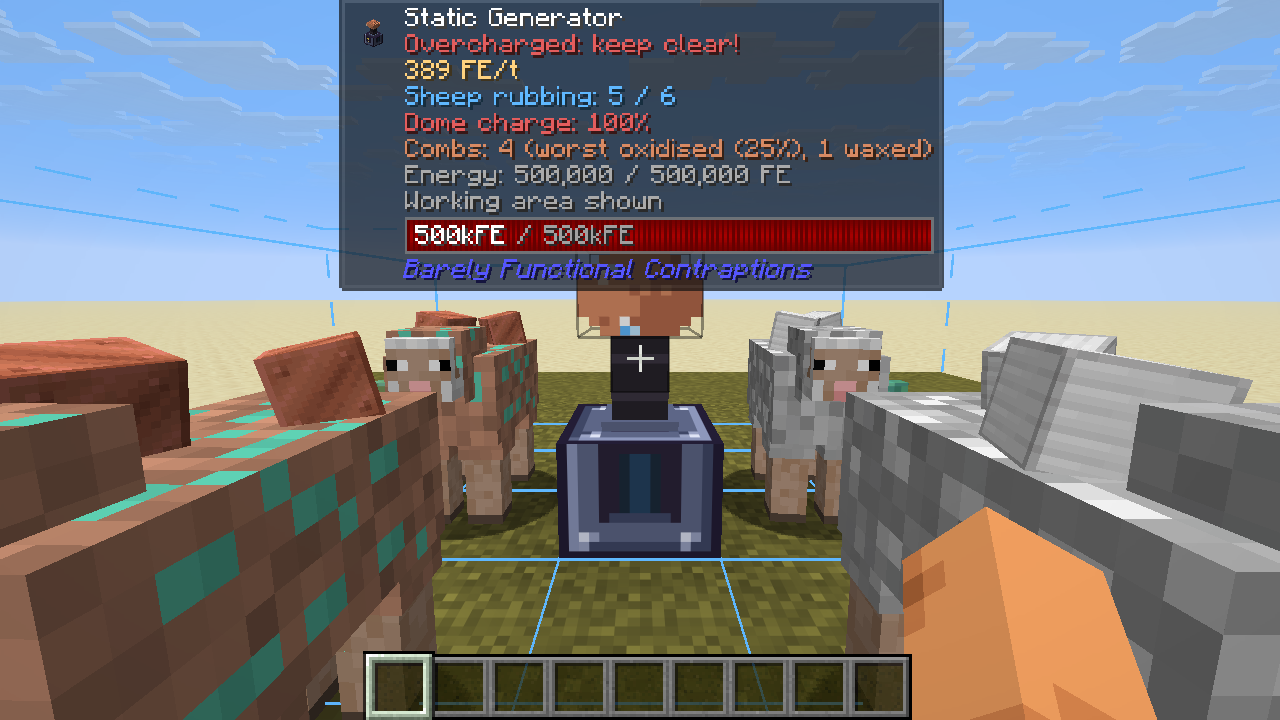 Static Generator
Overcharged: keep clear!
389 FE/t
Sheep rubbing: 5 / 6
Dome charge: 100%
Combs: 4 (worst oxidised (25%), 1 waxed)
Energy: 500,000 / 500,000 FE
Working area shown
500kFE / 500kFE
Barely Functional Contraptions